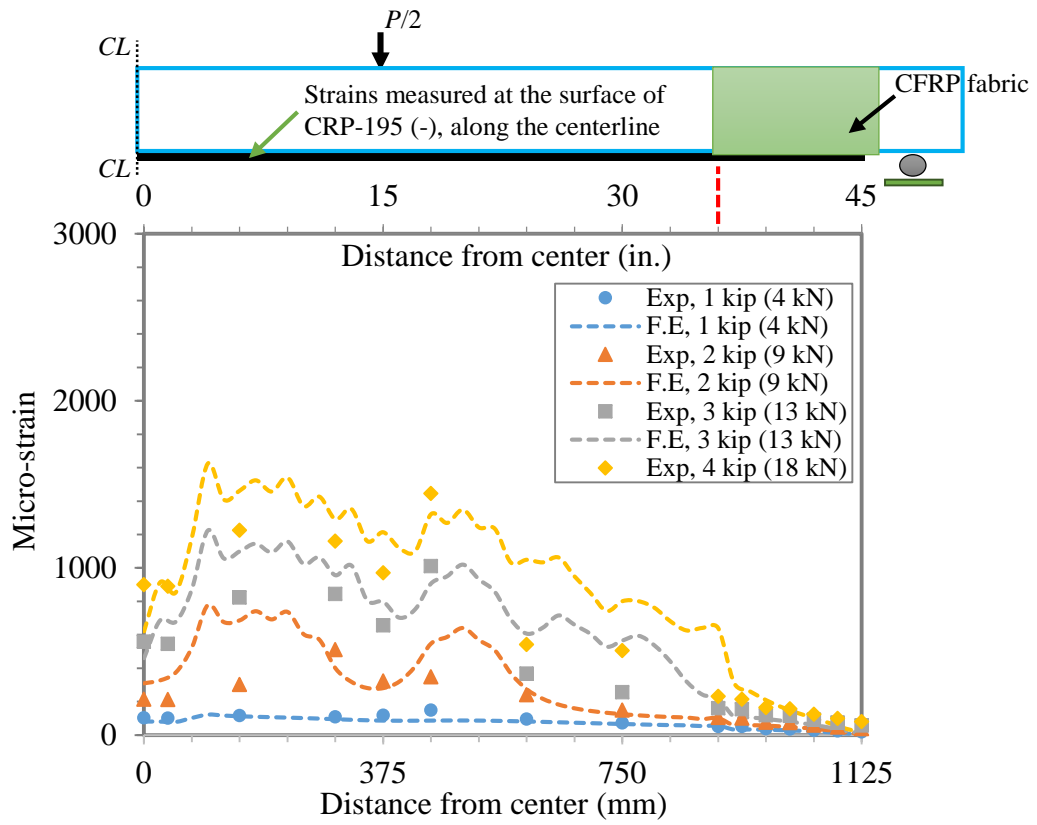 P/2
CL
CFRP fabric
Strains measured at the surface of
CRP-195 (-), along the centerline
CL
0 15 30 45
Distance from center (in.)
3000
2000
1000
0
Micro-strain
Exp, 1 kip (4 kN)
F.E, 1 kip (4 kN)
Exp, 2 kip (9 kN)
F.E, 2 kip (9 kN)
Exp, 3 kip (13 kN)
F.E, 3 kip (13 kN)
Exp, 4 kip (18 kN)
0 375 750 1125
Distance from center (mm)